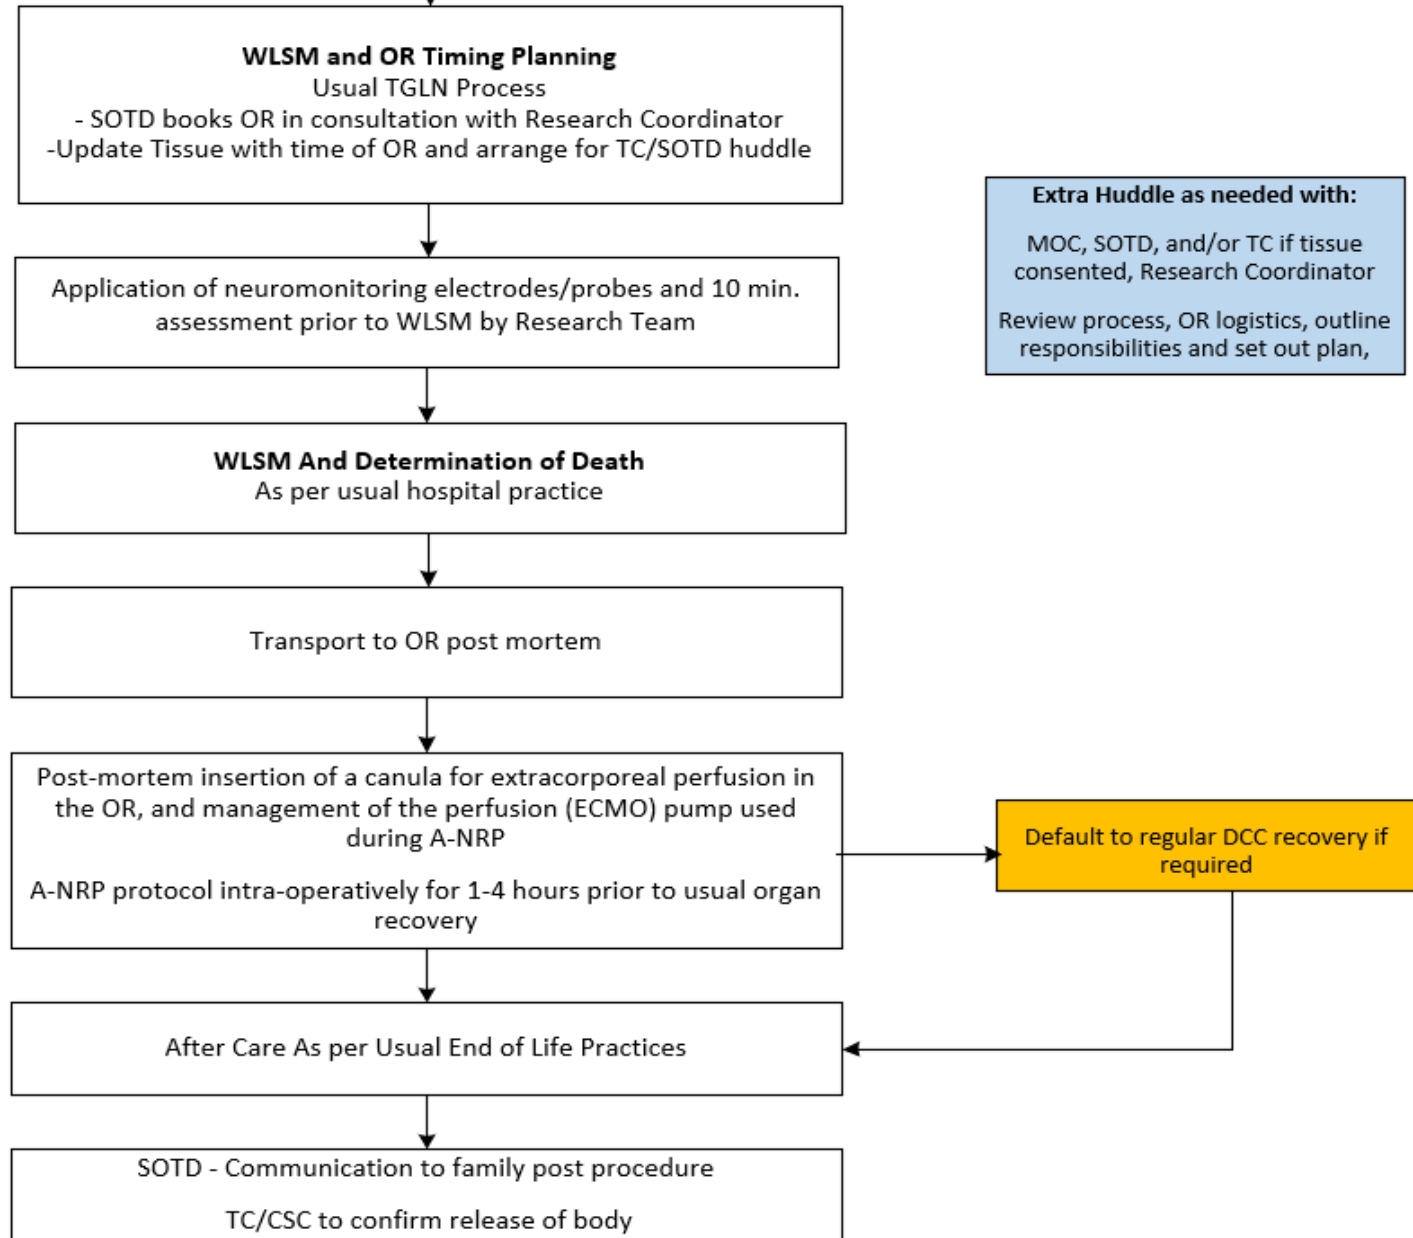 WLSM and OR Timing Planning
Usual TGLN Process
- SOTD books OR in consultation with Research Coordinator
-Update Tissue with time of OR and arrange for TC/SOTD huddle
Extra Huddle as needed with:
MOC, SOTD, and/or TC if tissue
consented, Research Coordinator
Review process, OR logistics, outline
responsibilities and set out plan,
Application of neuromonitoring electrodes/probes and 10 min.
assessment prior to WLSM by Research Team
WLSM And Determination of Death
As per usual hospital practice
Transport to OR post mortem
Post-mortem insertion of a canula for extracorporeal perfusion in
the OR, and management of the perfusion (ECMO) pump used
during A-NRP
A-NRP protocol intra-operatively for 1-4 hours prior to usual organ
recovery
Default to regular DCC recovery if
required
After Care As per Usual End of Life Practices
SOTD - Communication to family post procedure
TC/CSC to confirm release of body